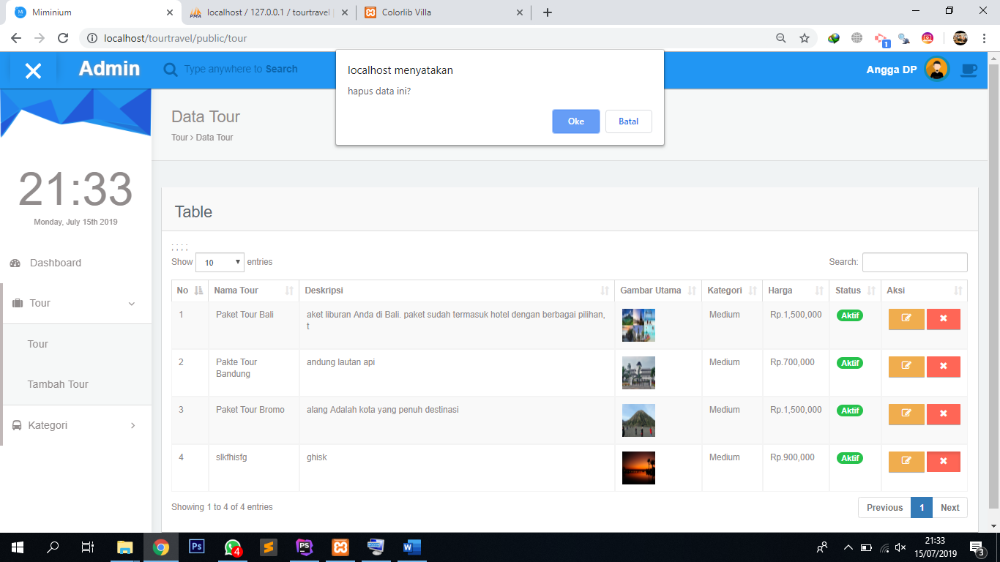 Miminium
localhost / 127.0.0.1 / tourtravel |
Colorlib Villa
localhost/tourtravel/public/tour
1
Admin
Type anywhere to Search
Angga DP
localhost menyatakan
hapus data ini?
Oke
Batal
Data Tour
Tour > Data Tour
21:33
Monday, July 15th 2019
Dashboard
Tour
Tour
Tambah Tour
Kategori
Table
; ; ; ;
Show 10 entries
Search:
No Nama Tour Deskripsi Gambar Utama Kategori Harga Status Aksi
1 Paket Tour Bali aket liburan Anda di Bali. paket sudah termasuk hotel dengan berbagai pilihan, Medium Rp.1,500,000 Aktif
t
2 Pakte Tour andung lautan api Medium Rp.700,000 Aktif
Bandung
3 Paket Tour Bromo alang Adalah kota yang penuh destinasi Medium Rp.1,500,000 Aktif
4 slkfhisfg ghisk Medium Rp.900,000 Aktif
Showing 1 to 4 of 4 entries
Previous 1 Next
Ps
4
S
PS
W
21:33
15/07/2019
3